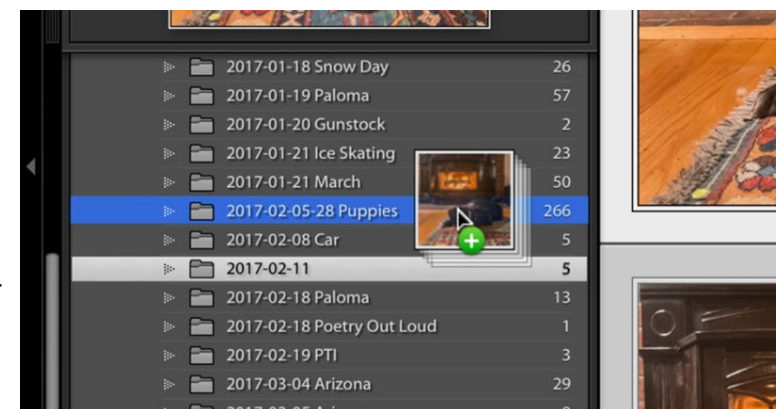 2017-01-18 Snow Day 26
2017-01-19 Paloma 57
2017-01-20 Gunstock 2
2017-01-21 Ice Skating 23
2017-01-21 March 50
2017-02-05-28 Puppies 266
2017-02-08 Car 5
2017-02-11 5
2017-02-18 Paloma 13
2017-02-18 Poetry Out Loud 1
2017-02-19 PTI 3
2017-03-04 Arizona 29